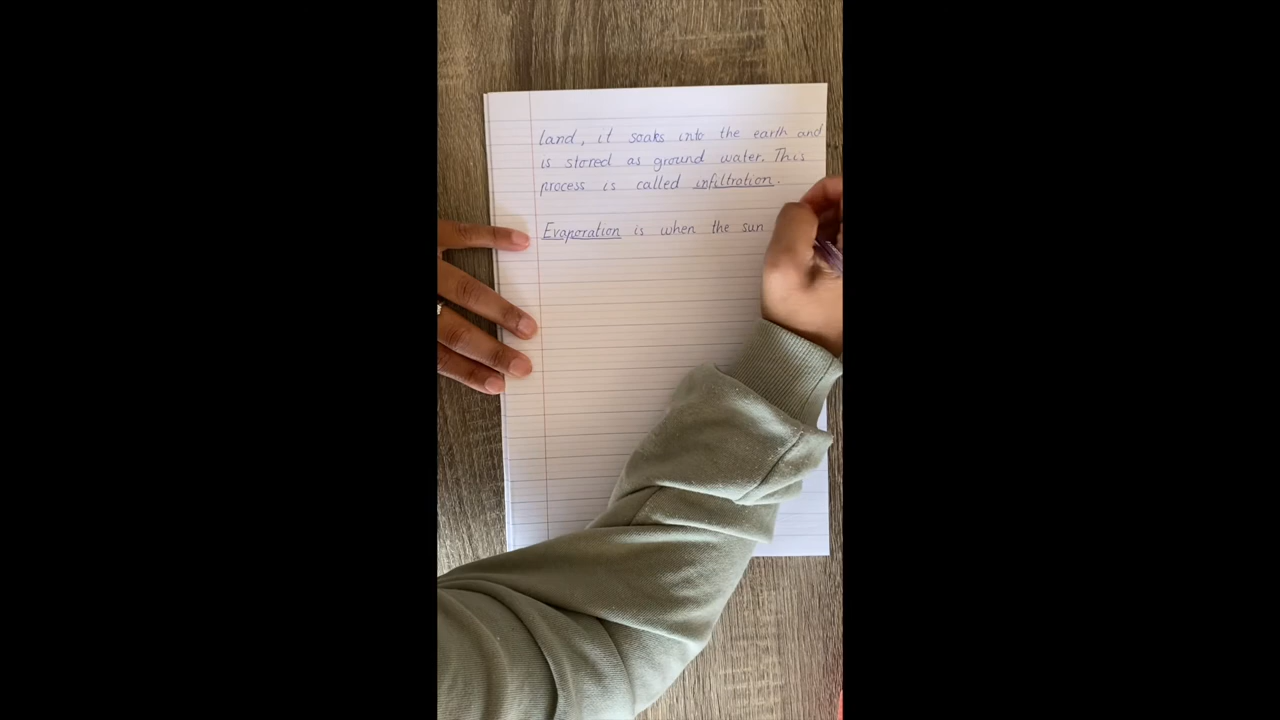 land, it soaks into the earth and
is stored as ground water. This
process is called infiltration.
Evaporation is when the sun